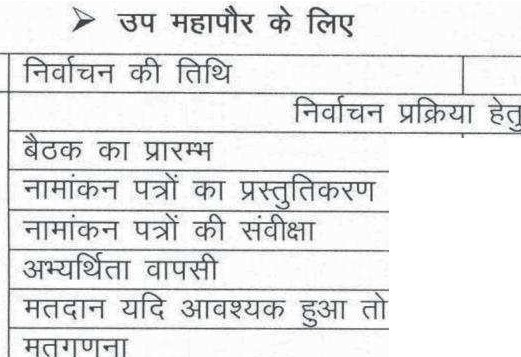 ➤ उप महापौर के लिए
निर्वाचन की तिथि
निर्वाचन प्रक्रिया हेतु
बैठक का प्रारम्भ
नामांकन पत्रों का प्रस्तुतिकरण
नामांकन पत्रों की संवीक्षा
अभ्यर्थिता वापसी
मतदान यदि आवश्यक हुआ तो
मतगणना